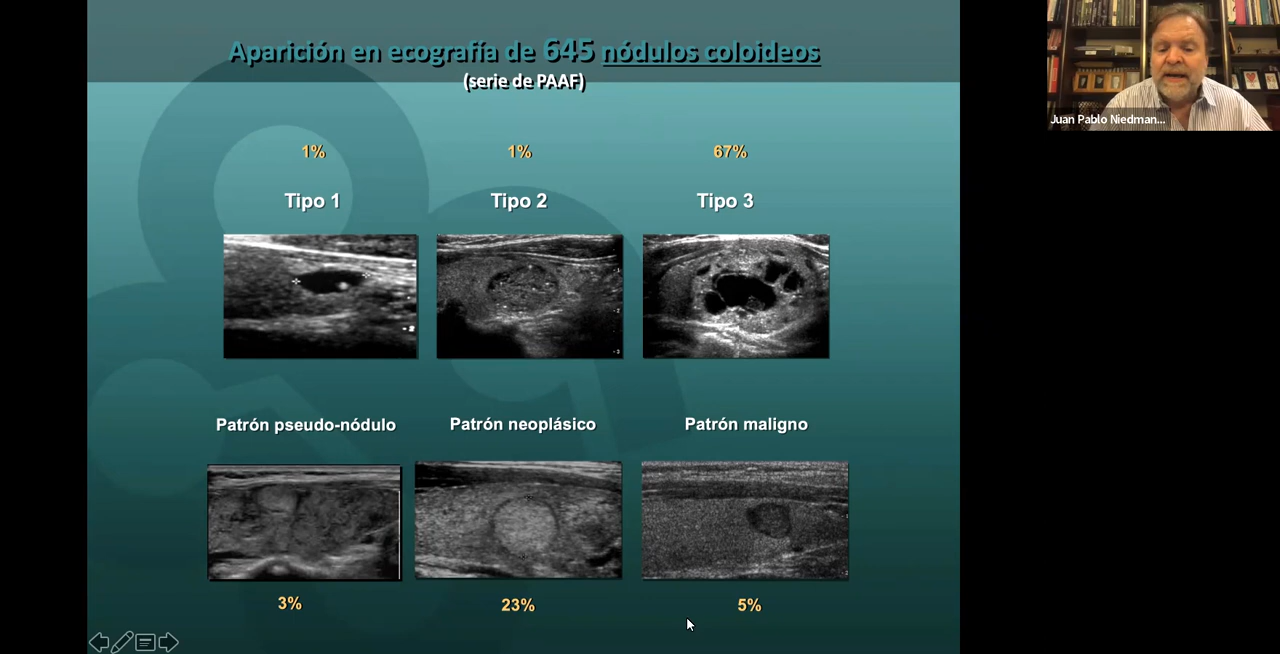 Aparición en ecografía de 645 nódulos coloideos
(serie de PAAF)
Juan Pablo Niedman...
1% 1% 67%
Tipo 1 Tipo 2 Tipo 3
Patrón pseudo-nódulo Patrón neoplásico Patrón maligno
3% 23% 5%